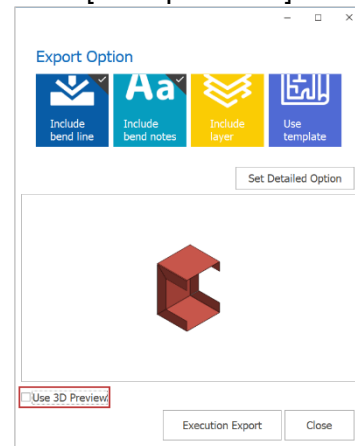 Export Option
Aa
Include bend line
Include bend notes
Include layer
Use template
Set Detailed Option
Use 3D Preview
Execution Export
Close